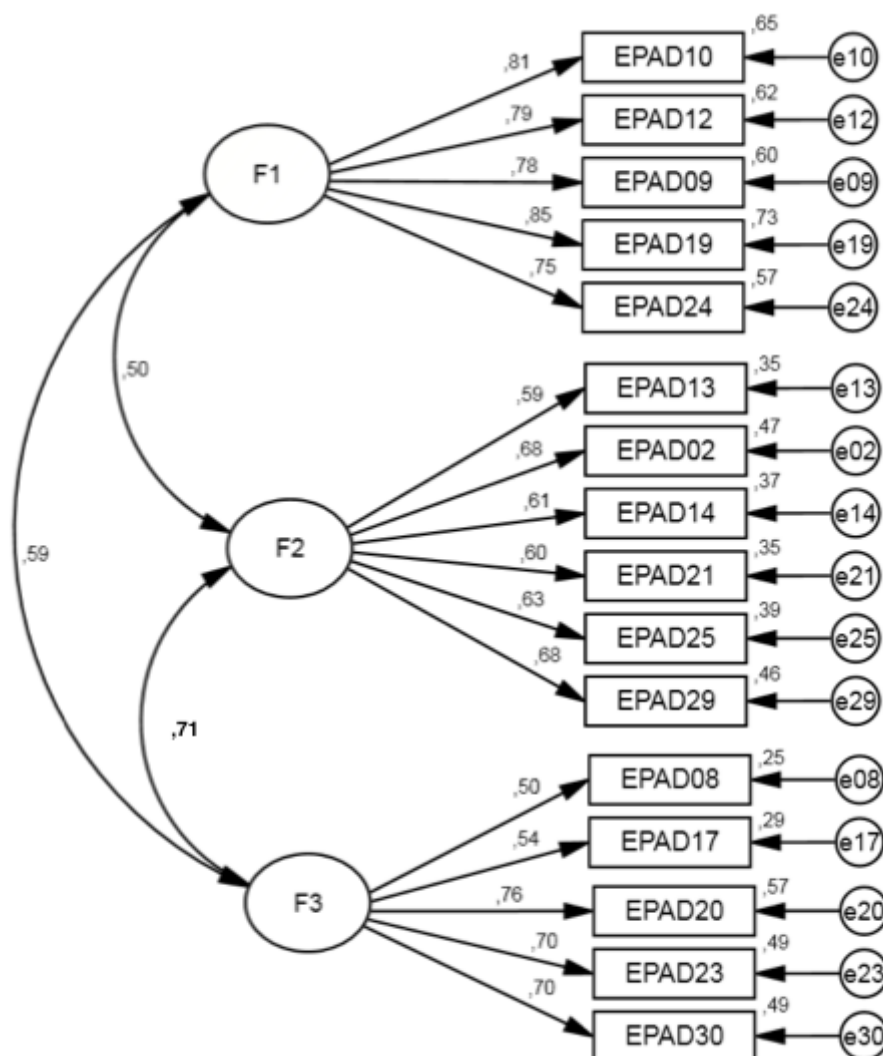 ,65
,81
EPAD10
e10
,62
,79
EPAD12
e12
,60
F1
,78
EPAD09
e09
,73
,85
EPAD19
e19
,57
,75
EPAD24
e24
,50
,35
,59
EPAD13
e13
,47
,68
EPAD02
e02
,37
,61
EPAD14
e14
,59
F2
,35
,60
EPAD21
e21
,39
,63
EPAD25
e25
,46
,68
EPAD29
e29
,71
,25
,50
EPAD08
e08
,29
,54
EPAD17
e17
,57
F3
,76
EPAD20
e20
,49
,70
EPAD23
e23
,49
,70
EPAD30
e30